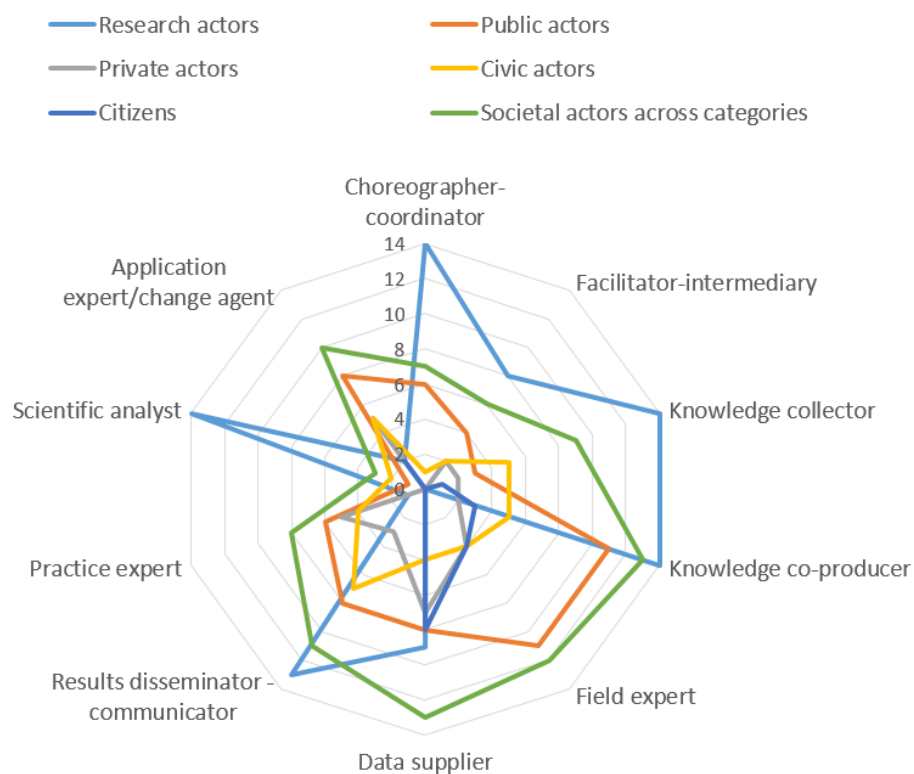 Research actors
Public actors
Private actors
Civic actors
Citizens
Societal actors across categories
Choreographer-
coordinator
14
12
10
8
6
4
2
0
Application
expert/change agent
Facilitator-intermediary
Scientific analyst
Knowledge collector
Practice expert
Knowledge co-producer
Results disseminator -
communicator
Field expert
Data supplier